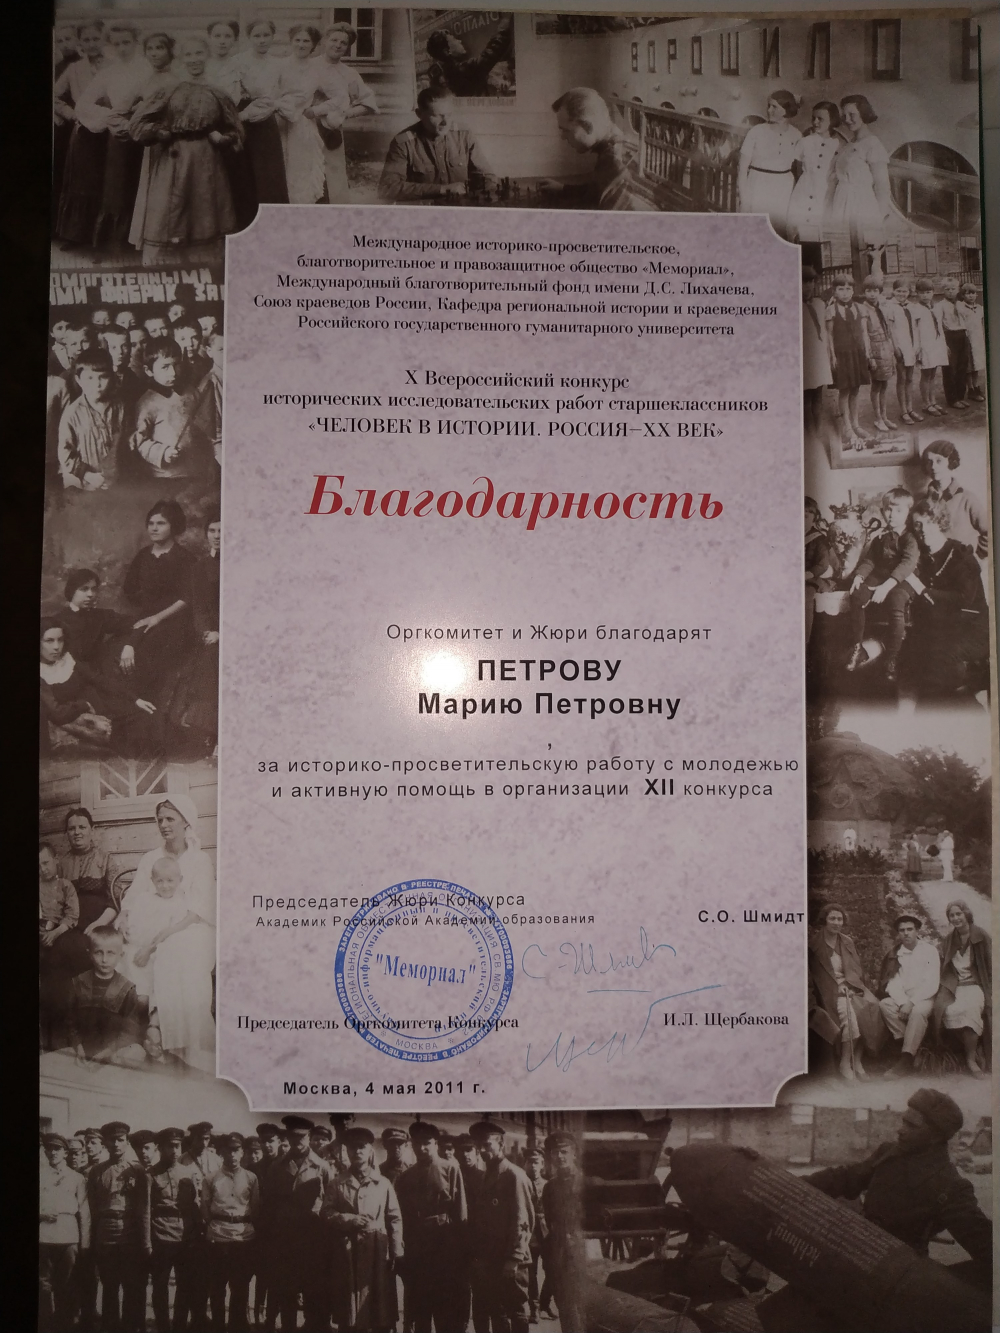 С ПЛАТО
ВОРОШИЛО
Международное историко-просветительское,
благотворительное и правозащитное общество «Мемориал»,
Международный благотворительный фонд имени Д.С. Лихачева,
Союз краеведов России, Кафедра региональной истории и краеведения
Российского государственного гуманитарного университета
X Всероссийский конкурс
исторических исследовательских работ старшеклассников
«ЧЕЛОВЕК В ИСТОРИИ. РОССИЯ–XX ВЕК»
Благодарность
Оргкомитет и Жюри благодарят
ПЕТРОВУ
Марию Петровну
,
за историко-просветительскую работу с молодежью
и активную помощь в организации XII конкурса
Председатель Жюри Конкурса
Академик Российской Академии образования
С.О. Шмидт
"Мемориал"
МОСКВА
Председатель Оргкомитета Конкурса
И.Л. Щербакова
Москва, 4 мая 2011 г.